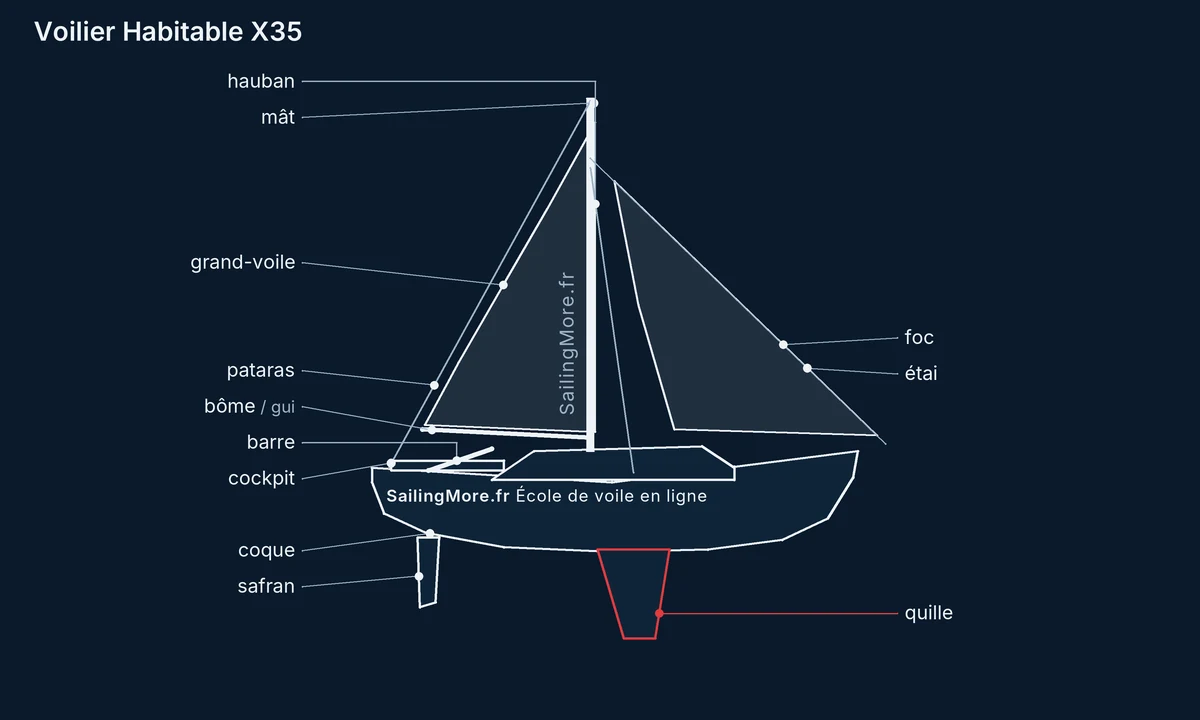 Voilier Habitable X35
hauban
mât
grand-voile
SailingMore.fr
foc
étai
pataras
bôme / gui
barre
cockpit
SailingMore.fr École de voile en ligne
coque
safran
quille